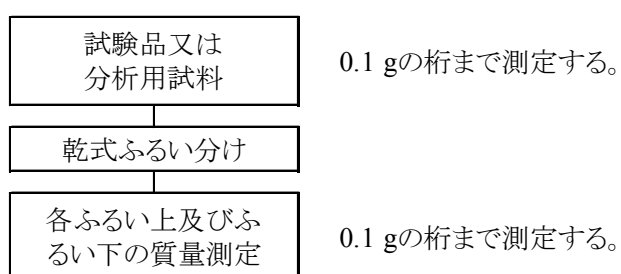 試験品又は
分析用試料
0.1 gの桁まで測定する。
乾式ふるい分け
各ふるい上及びふ
るい下の質量測定
0.1 gの桁まで測定する。